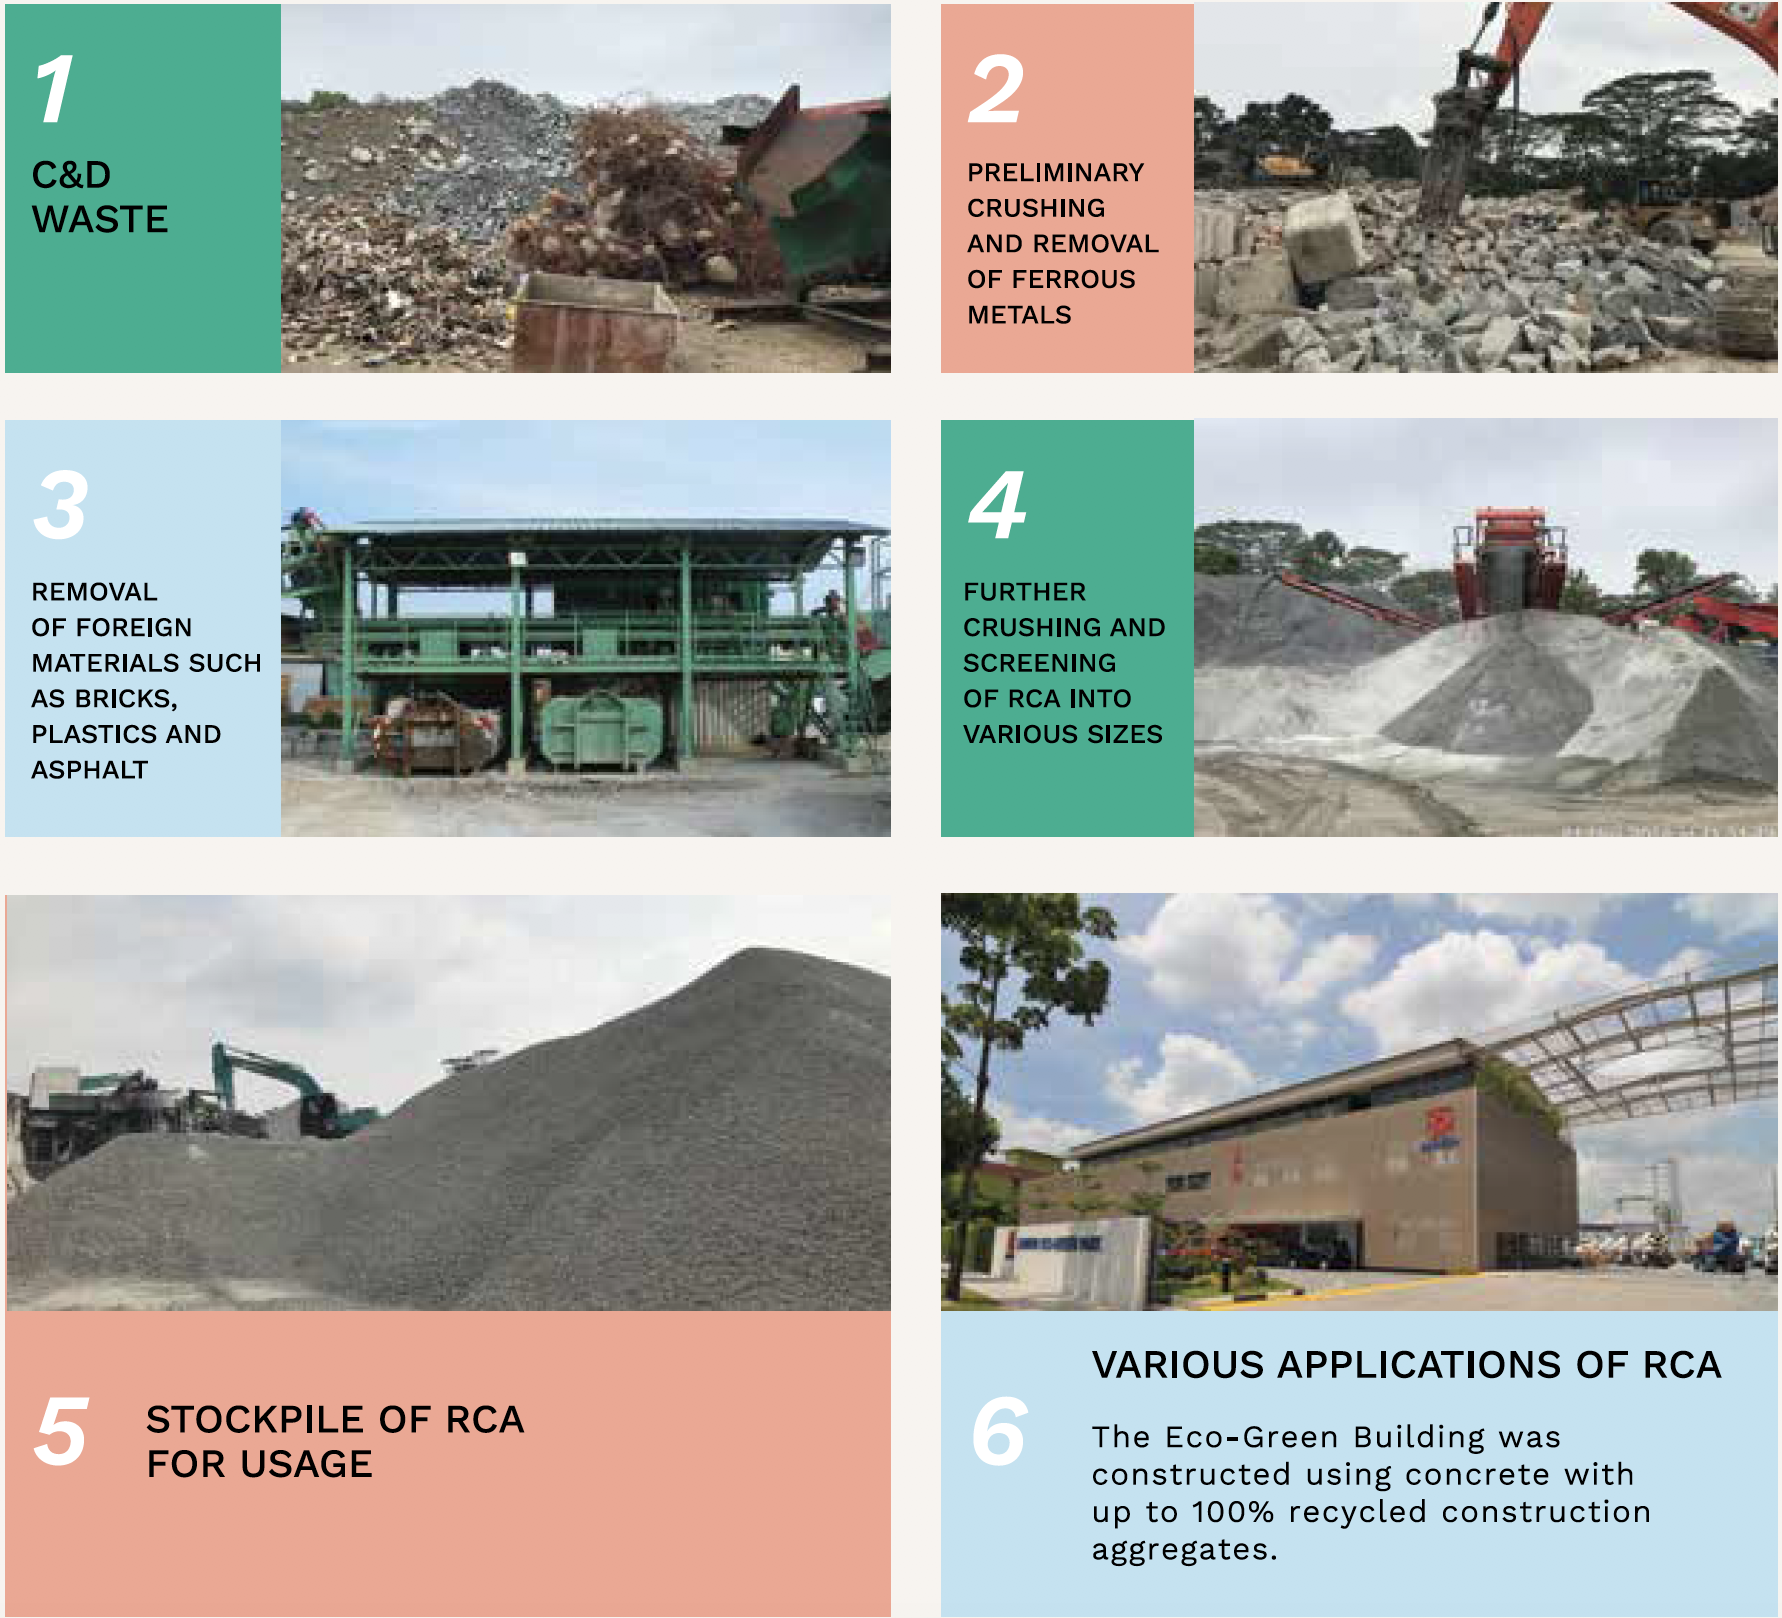 1
C&D
WASTE
2
PRELIMINARY
CRUSHING
AND REMOVAL
OF FERROUS
METALS
3
REMOVAL
OF FOREIGN
MATERIALS SUCH
AS BRICKS,
PLASTICS AND
ASPHALT
4
FURTHER
CRUSHING AND
SCREENING
OF RCA INTO
VARIOUS SIZES
5
STOCKPILE OF RCA
FOR USAGE
6
VARIOUS APPLICATIONS OF RCA
The Eco-Green Building was
constructed using concrete with
up to 100% recycled construction
aggregates.